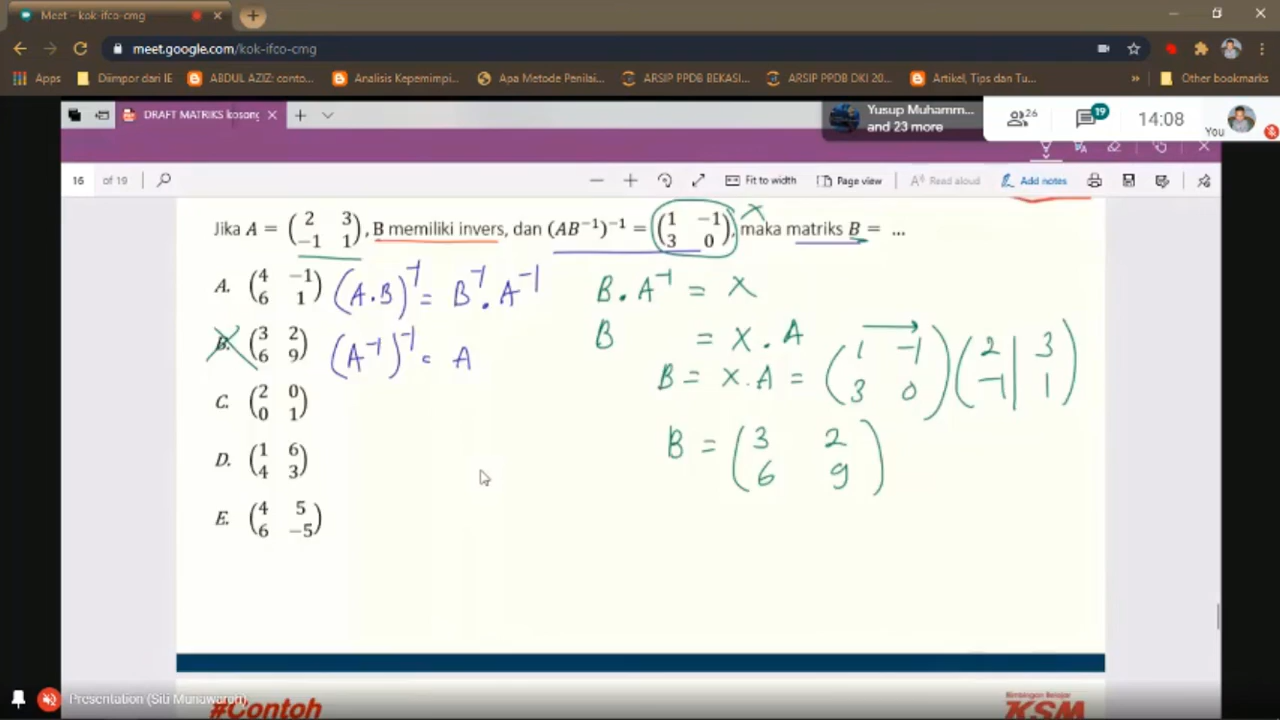 Meet - kok-ifco-cmg
meet.google.com/kok-ifco-cmg
Apps Diimpor dari IE ABDUL AZIZ: conto... Analisis Kepemimpi... Apa Metode Penilai... ARSIP PPDB BEKASI... ARSIP PPDB DKI 20... Artikel, Tips dan Tu... » Other bookmarks
DRAFT MATRIKS kosong
Yusup Muhamm...
and 23 more
26 19 14:08 You
16 of 19 Fit to width Page view Read aloud Add notes
Jika A = (2 3 −1 1), B memiliki invers, dan (AB⁻¹)⁻¹ = (1 −1 3 0), maka matriks B = ...
X
A. (4 −1 6 1)
B. (3 2 6 9)
C. (2 0 0 1)
D. (1 6 4 3)
E. (4 5 6 −5)
(A.B)⁻¹ = B⁻¹. A⁻¹
(A⁻¹)⁻¹ = A
B . A⁻¹ = X
B = X . A
B = X . A = (1 −1 3 0) (2 3 −1 1)
B = (3 2 6 9)
Presentation (Siti Munawaroh)
#Contoh
Bimbingan Belajar
KSM